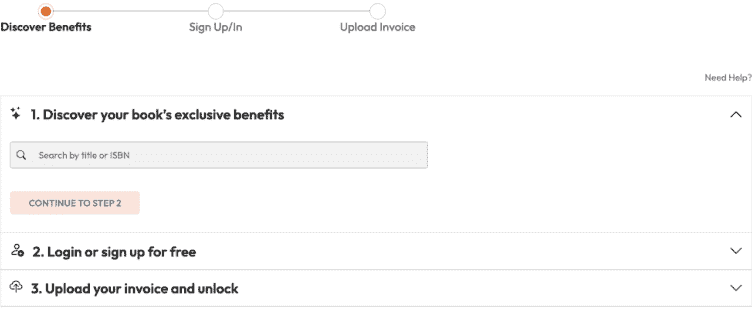 Discover Benefits
Sign Up/In
Upload Invoice
Need Help?
1. Discover your book's exclusive benefits
Search by title or ISBN
CONTINUE TO STEP 2
2. Login or sign up for free
3. Upload your invoice and unlock